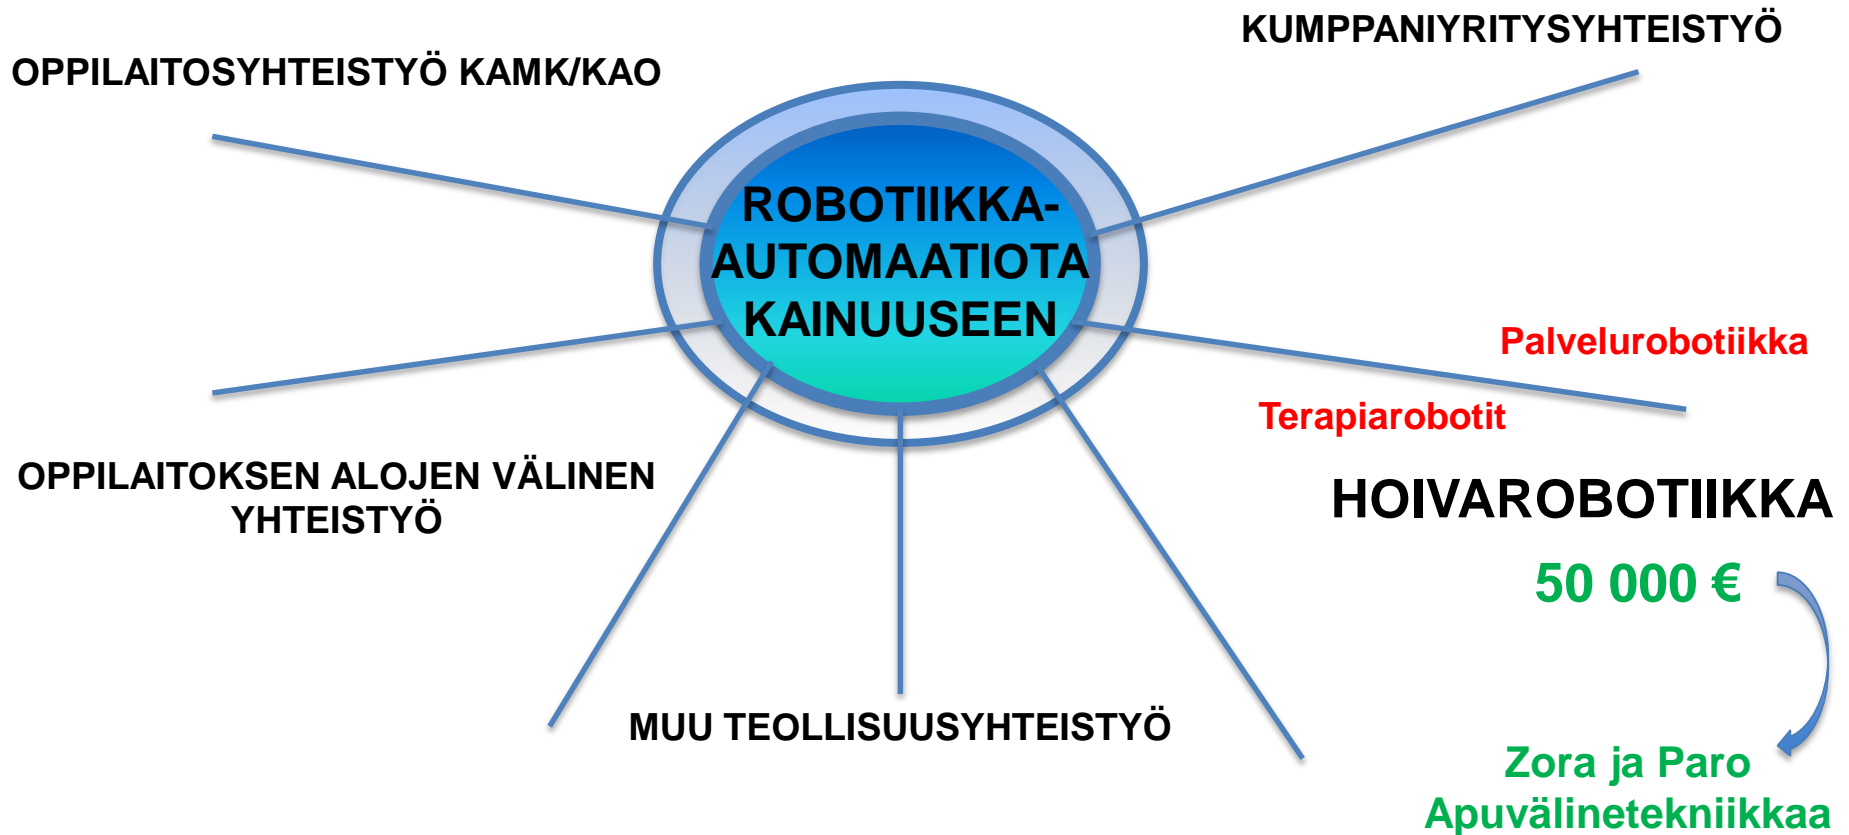 KUMPPANIYRITYSYHTEISTYÖ
OPPILAITOSYHTEISTYÖ KAMK/KAO
ROBOTIIKKA-
AUTOMAATIOTA
KAINUUSEEN
Palvelurobotiikka
Terapiarobotit
OPPILAITOKSEN ALOJEN VÄLINEN
YHTEISTYÖ
HOIVAROBOTIIKKA
50 000 €
MUU TEOLLISUUSYHTEISTYÖ
Zora ja Paro
Apuvälinetekniikkaa